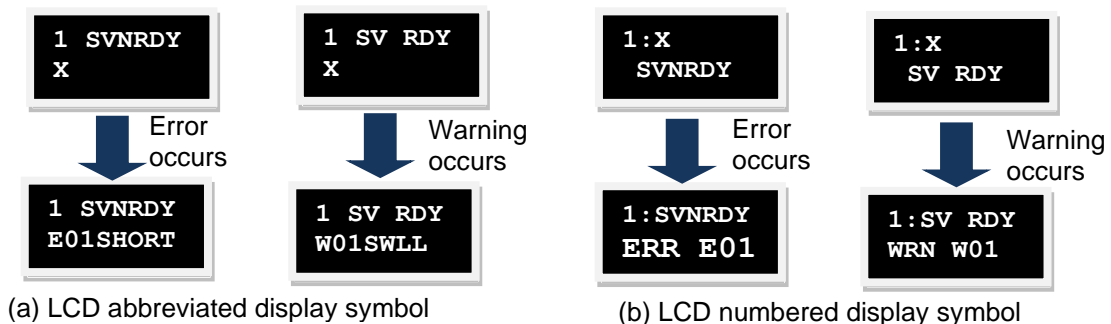 1 SVNRDY
X
Error
occurs
1 SVNRDY
E01SHORT
1 SV RDY
X
Warning
occurs
1 SV RDY
W01SWLL
(a) LCD abbreviated display symbol
1:X
SVNRDY
Error
occurs
1:SVNRDY
ERR E01
1:X
SV RDY
Warning
occurs
1:SV RDY
WRN W01
(b) LCD numbered display symbol